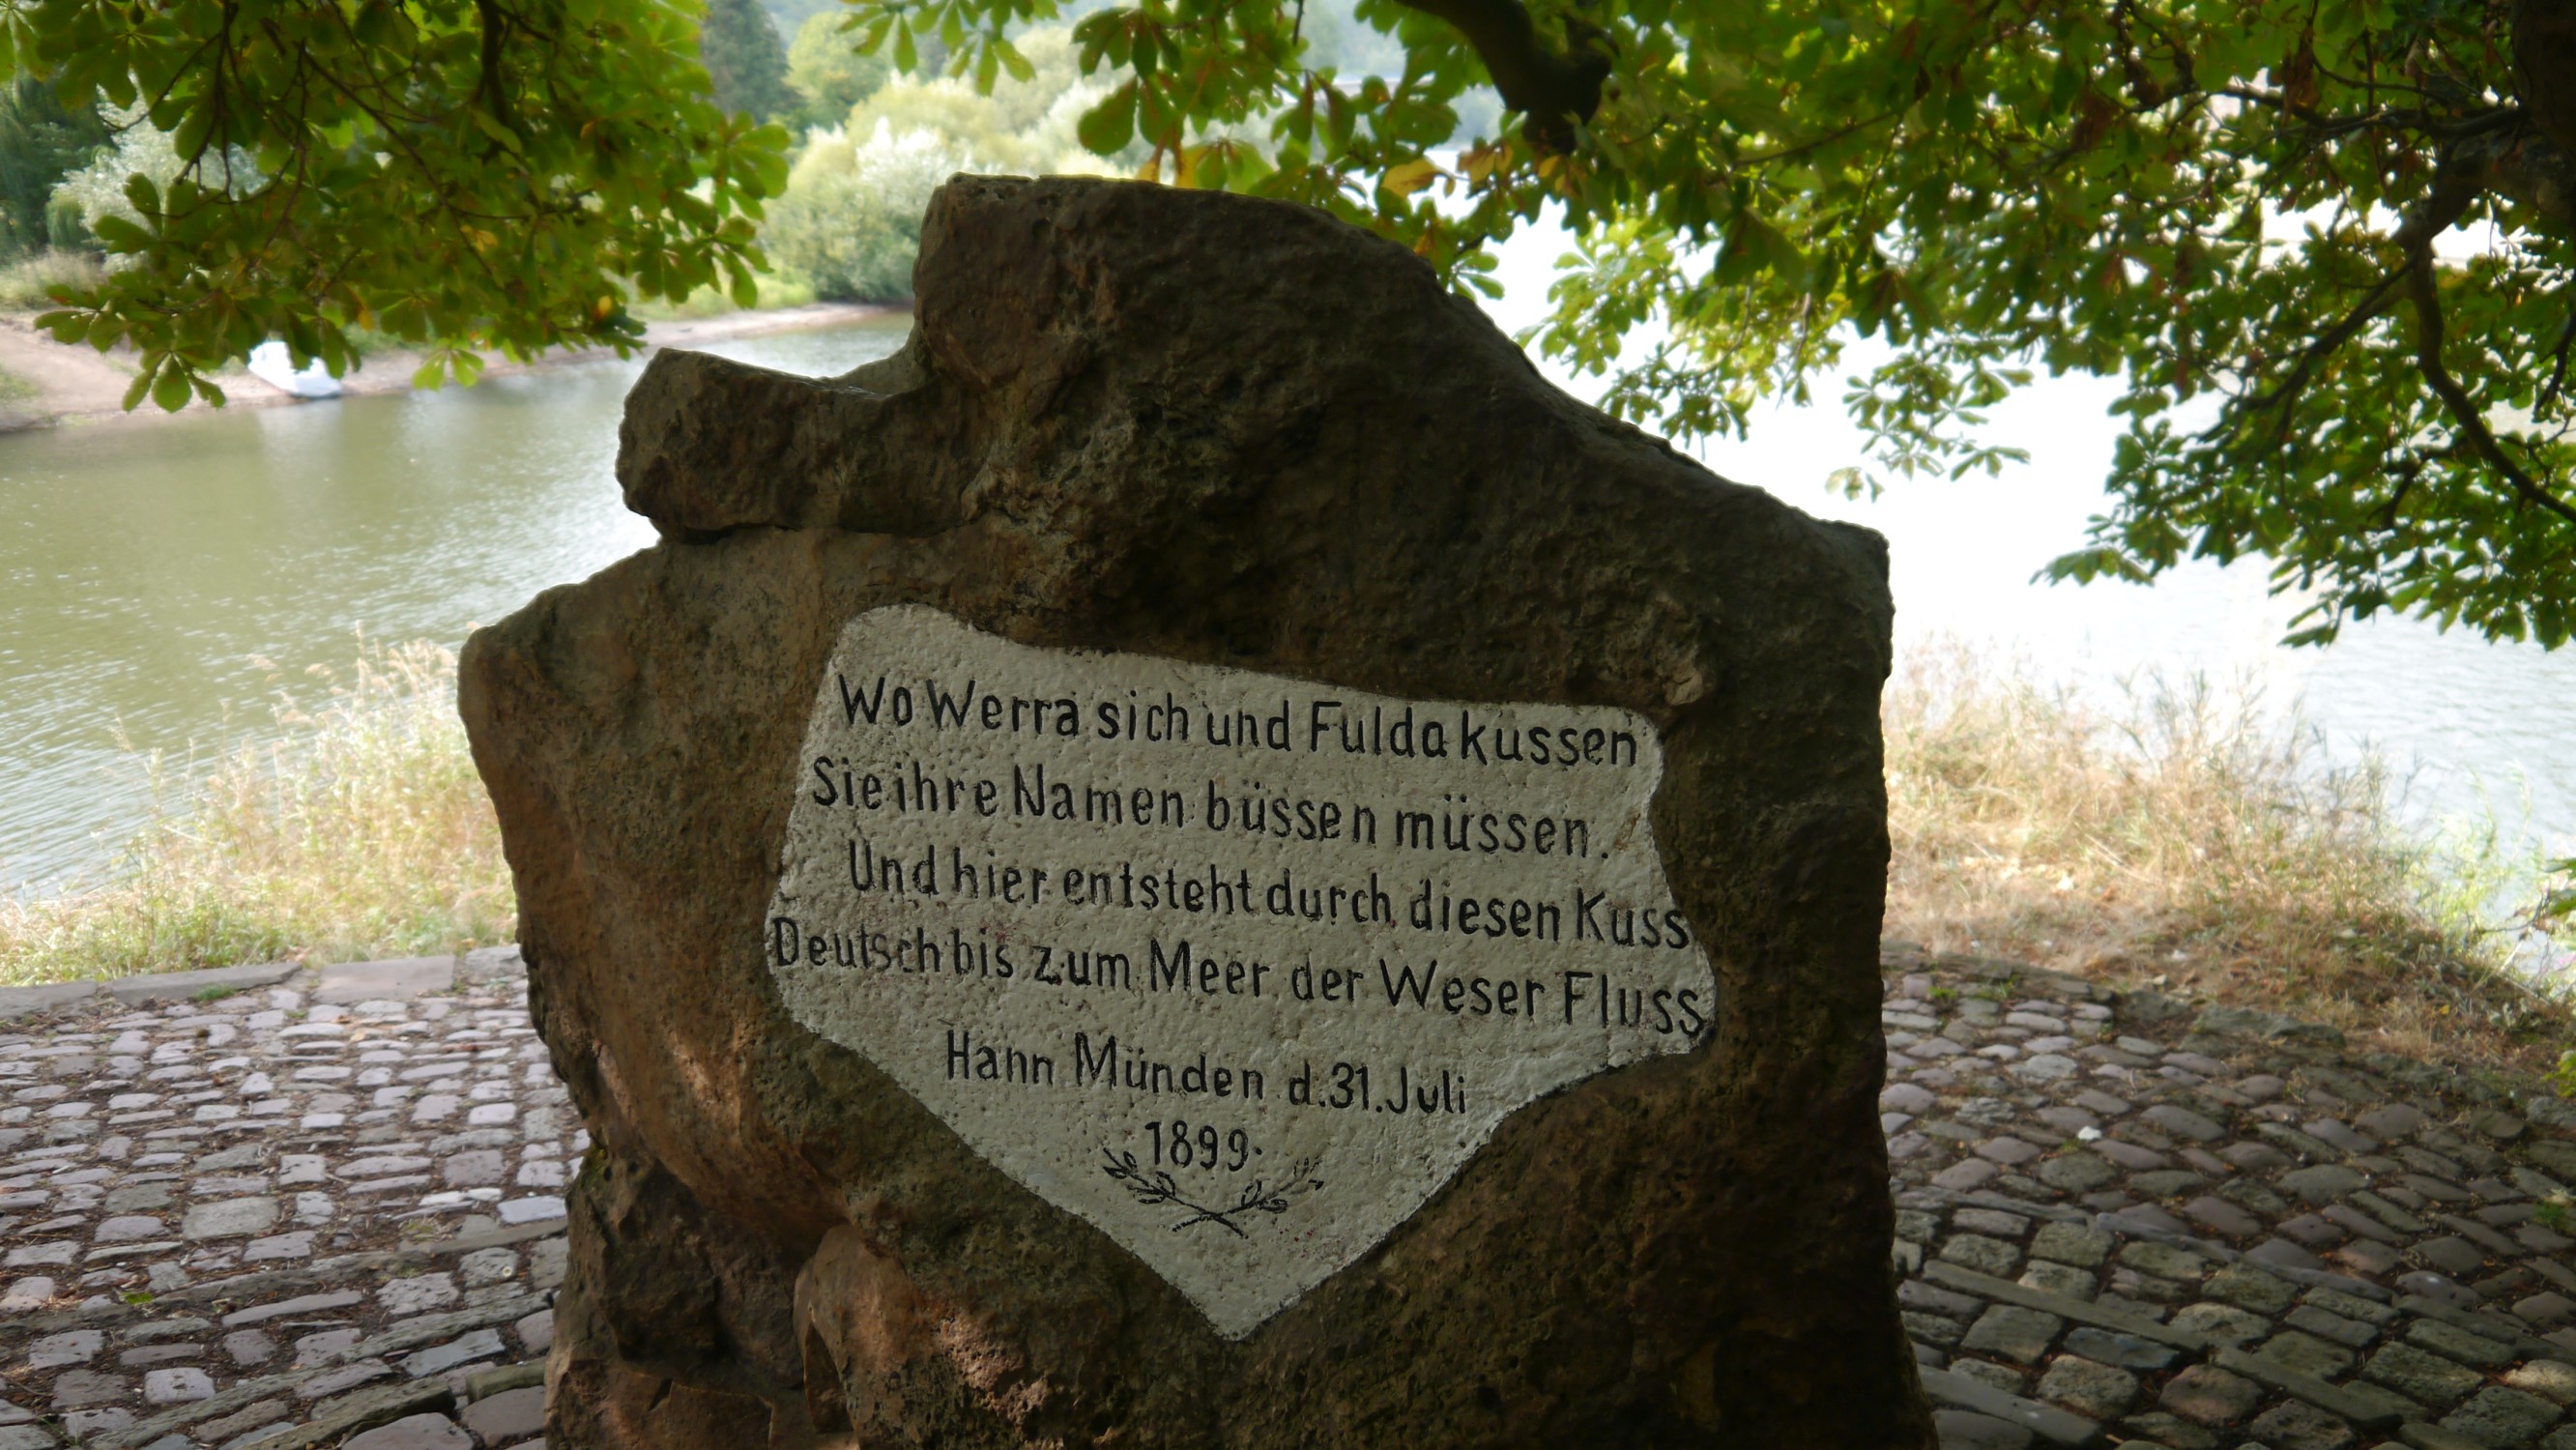 Wo Werra sich und Fulda kussen
Sie ihre Namen büssen müssen.
Und hier entsteht durch diesen Kuss
Deutsch bis zum Meer der Weser Fluss
Hann Münden d. 31. Juli
1899.